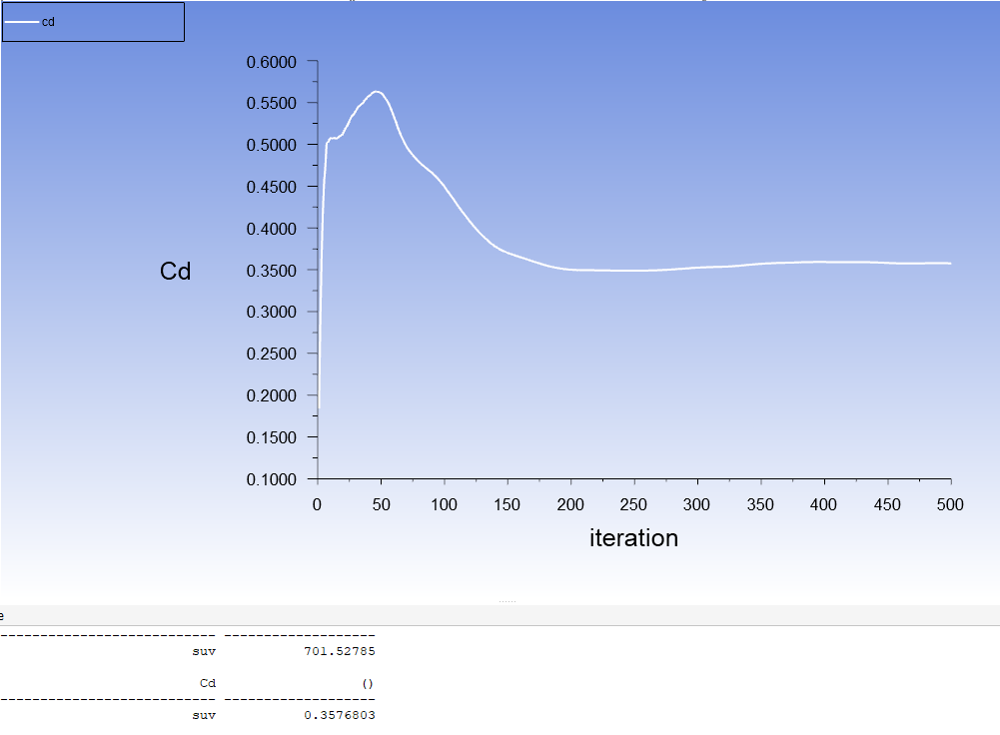 cd
0.6000
0.5500
0.5000
0.4500
0.4000
Cd
0.3500
0.3000
0.2500
0.2000
0.1500
0.1000
0 50 100 150 200 250 300 350 400 450 500
iteration
e
-------------------------- -------------------
suv 701.52785
Cd ()
-------------------------- -------------------
suv 0.3576803